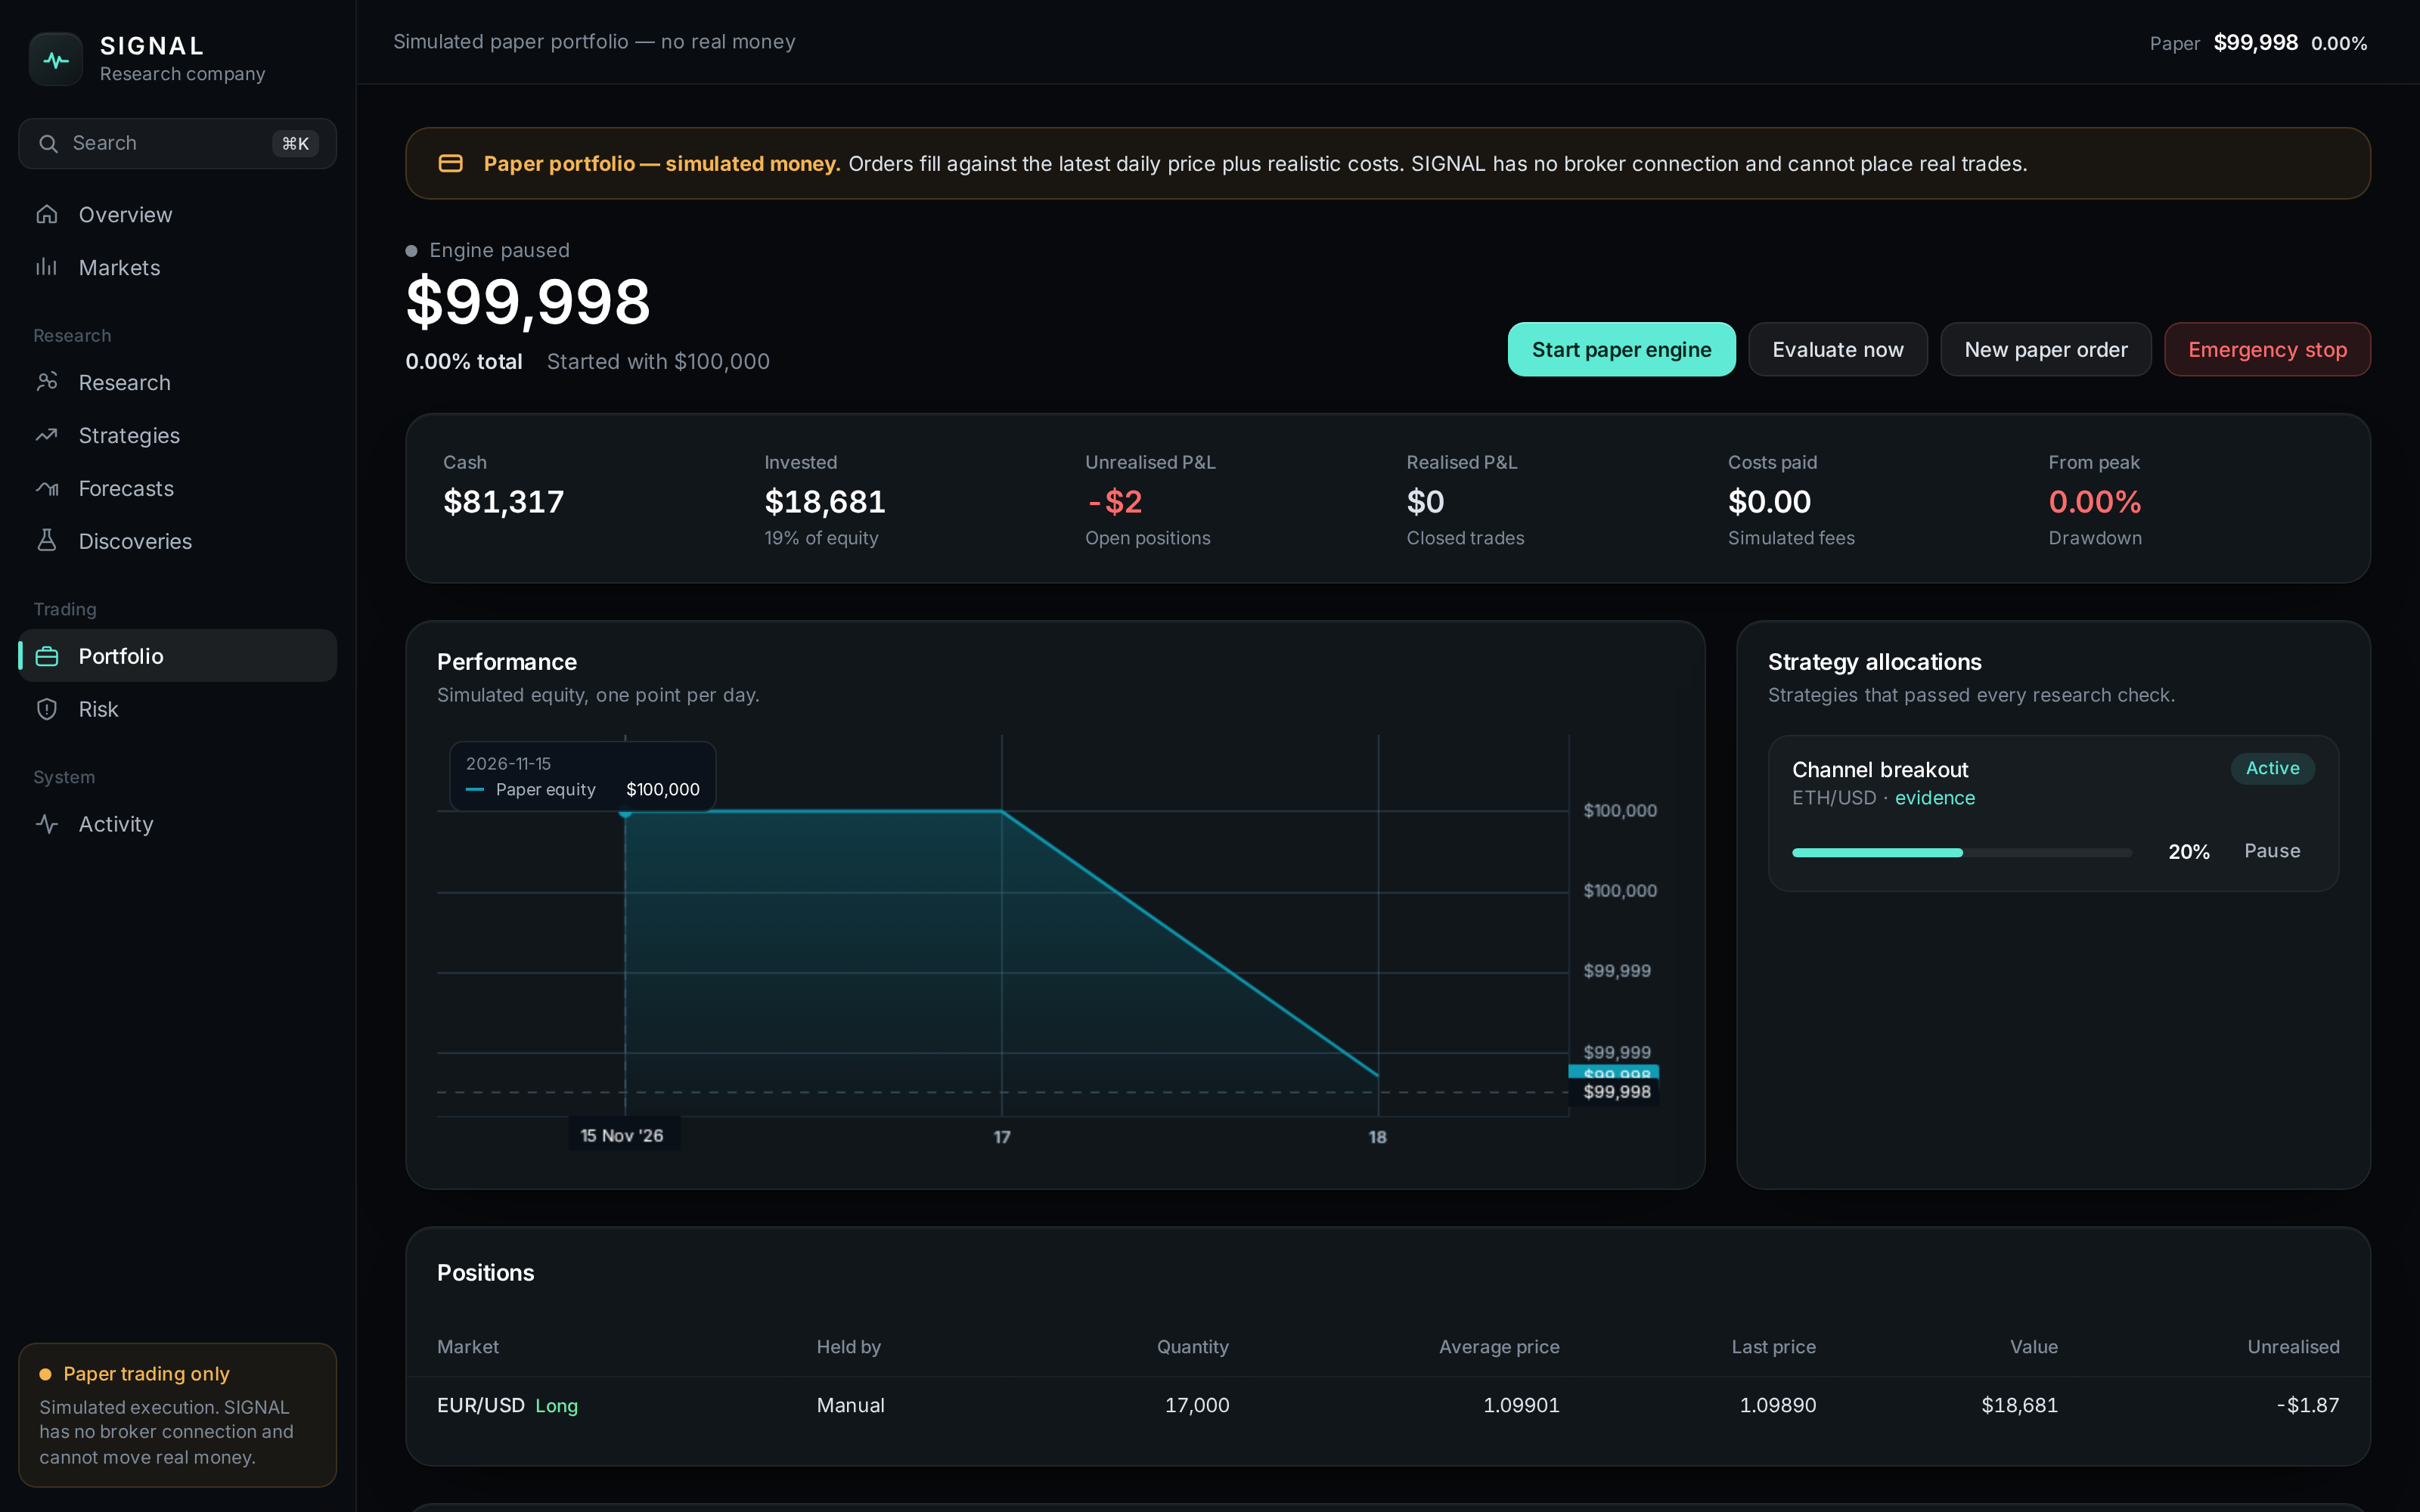 SIGNAL
Research company
Search ⌘K
Overview
Markets
Research
Research
Strategies
Forecasts
Discoveries
Trading
Portfolio
Risk
System
Activity
Paper trading only
Simulated execution. SIGNAL
has no broker connection and
cannot move real money.
Simulated paper portfolio — no real money
Paper $99,998 0.00%
Paper portfolio — simulated money. Orders fill against the latest daily price plus realistic costs. SIGNAL has no broker connection and cannot place real trades.
Engine paused
$99,998
0.00% total Started with $100,000
Start paper engine
Evaluate now
New paper order
Emergency stop
Cash
$81,317
Invested
$18,681
19% of equity
Unrealised P&L
-$2
Open positions
Realised P&L
$0
Closed trades
Costs paid
$0.00
Simulated fees
From peak
0.00%
Drawdown
Performance
Simulated equity, one point per day.
2026-11-15
Paper equity $100,000
$100,000
$100,000
$99,999
$99,999
$99,998
$99,998
15 Nov '26 17 18
Strategy allocations
Strategies that passed every research check.
Channel breakout Active
ETH/USD · evidence
20% Pause
Positions
Market Held by Quantity Average price Last price Value Unrealised
EUR/USD Long Manual 17,000 1.09901 1.09890 $18,681 -$1.87